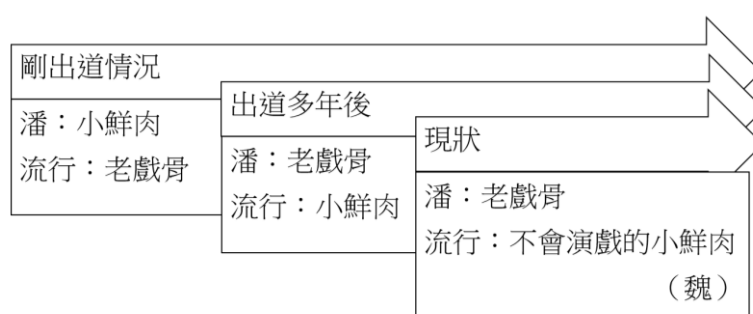 剛出道情況
潘：小鮮肉
流行：老戲骨
出道多年後
潘：老戲骨
流行：小鮮肉
現狀
潘：老戲骨
流行：不會演戲的小鮮肉
（魏）